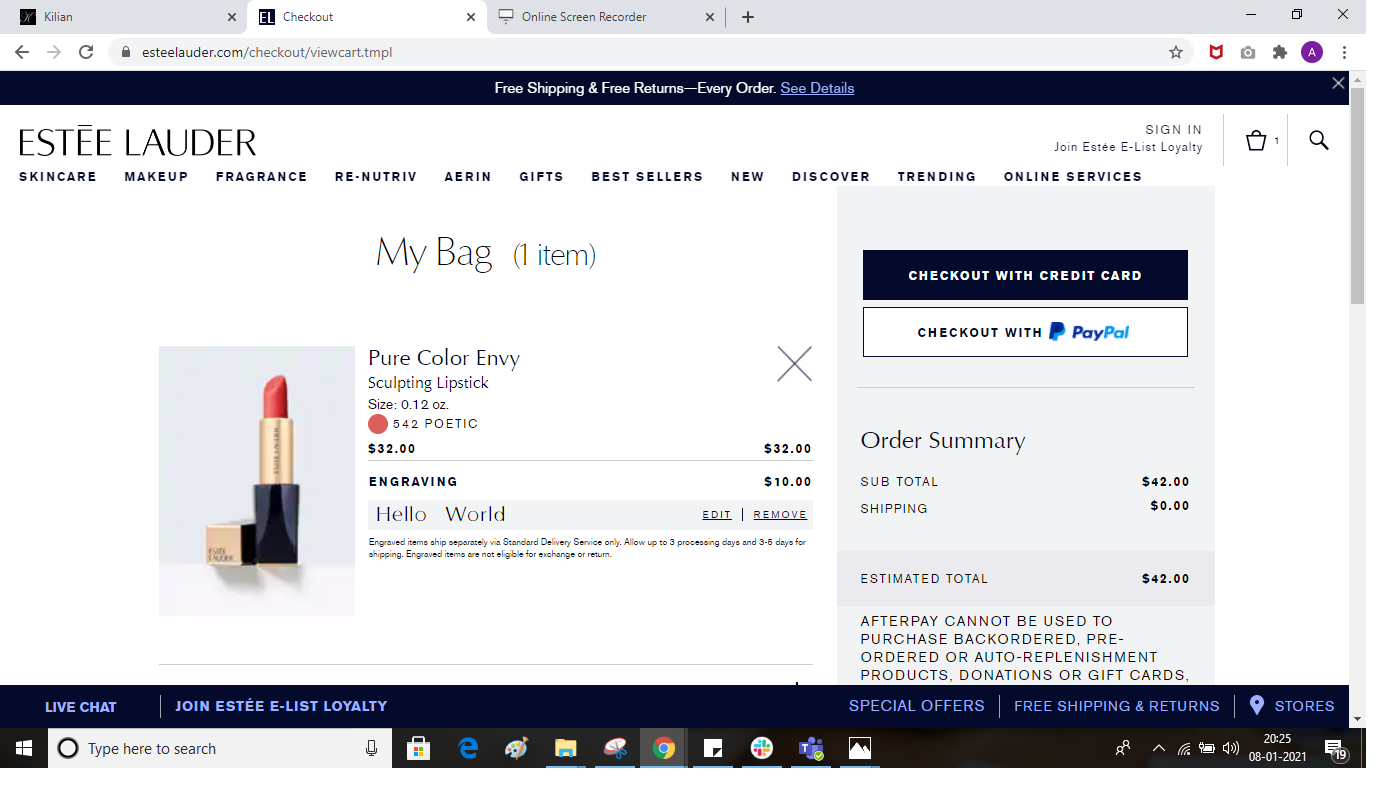 Kilian
Checkout
Online Screen Recorder
esteelauder.com/checkout/viewcart.tmpl
A
Free Shipping & Free Returns—Every Order. See Details
ESTĒE LAUDER
SIGN IN
Join Estée E-List Loyalty
1
SKINCARE MAKEUP FRAGRANCE RE-NUTRIV AERIN GIFTS BEST SELLERS NEW DISCOVER TRENDING ONLINE SERVICES
My Bag (1 item)
Pure Color Envy
Sculpting Lipstick
Size: 0.12 oz.
542 POETIC
$32.00 $32.00
ENGRAVING $10.00
Hello World EDIT | REMOVE
Engraved items ship separately via Standard Delivery Service only. Allow up to 3 processing days and 3-6 days for
shipping. Engraved items are not eligible for exchange or return.
CHECKOUT WITH CREDIT CARD
CHECKOUT WITH PayPal
Order Summary
SUB TOTAL $42.00
SHIPPING $0.00
ESTIMATED TOTAL $42.00
AFTERPAY CANNOT BE USED TO
PURCHASE BACKORDERED, PRE-
ORDERED OR AUTO-REPLENISHMENT
PRODUCTS, DONATIONS OR GIFT CARDS,
LIVE CHAT JOIN ESTÉE E-LIST LOYALTY SPECIAL OFFERS FREE SHIPPING & RETURNS STORES
Type here to search
20:25
08-01-2021
19